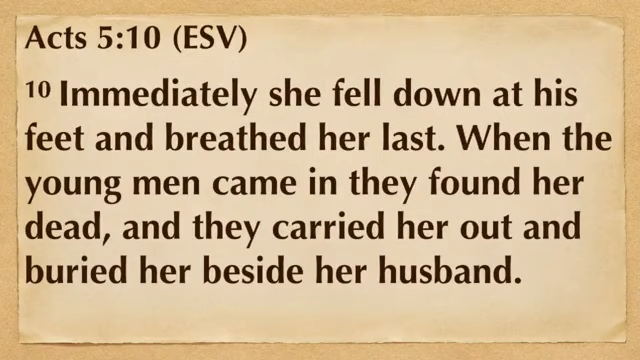 Acts 5:10 (ESV)
10 Immediately she fell down at his
feet and breathed her last. When the
young men came in they found her
dead, and they carried her out and
buried her beside her husband.